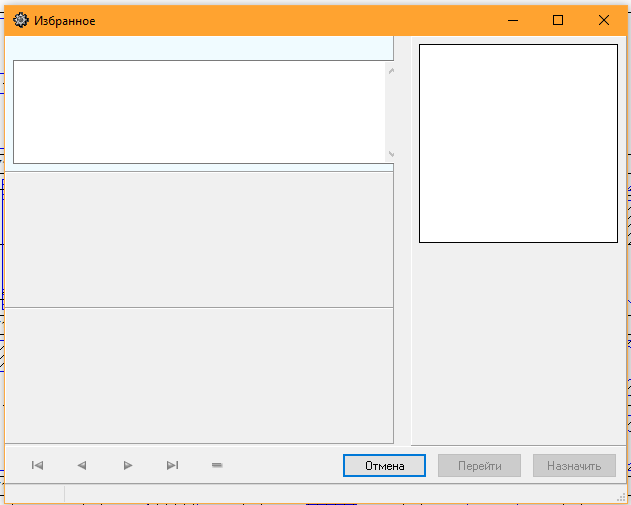 Избранное
Отмена
Перейти
Назначить